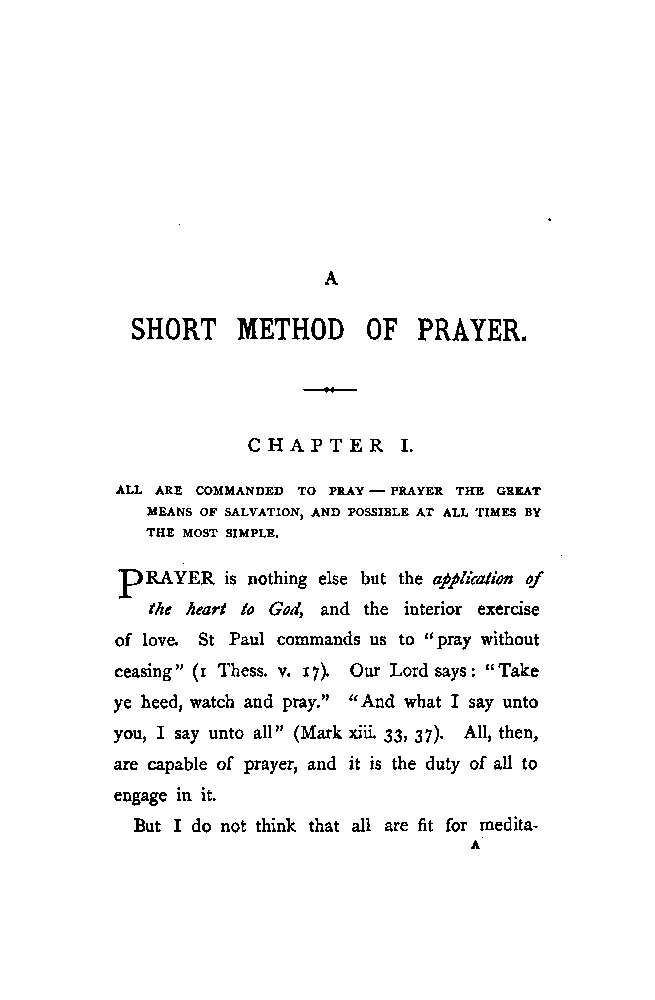 A
SHORT METHOD OF PRAYER.
CHAPTER I.
ALL ARE COMMANDED TO PRAY — PRAYER THE GREAT
MEANS OF SALVATION, AND POSSIBLE AT ALL TIMES BY
THE MOST SIMPLE.
PRAYER is nothing else but the application of
the heart to God, and the interior exercise
of love. St Paul commands us to “pray without
ceasing” (1 Thess. v. 17). Our Lord says: “Take
ye heed, watch and pray.” “And what I say unto
you, I say unto all” (Mark xiii. 33, 37). All, then,
are capable of prayer, and it is the duty of all to
engage in it.
But I do not think that all are fit for medita-
A